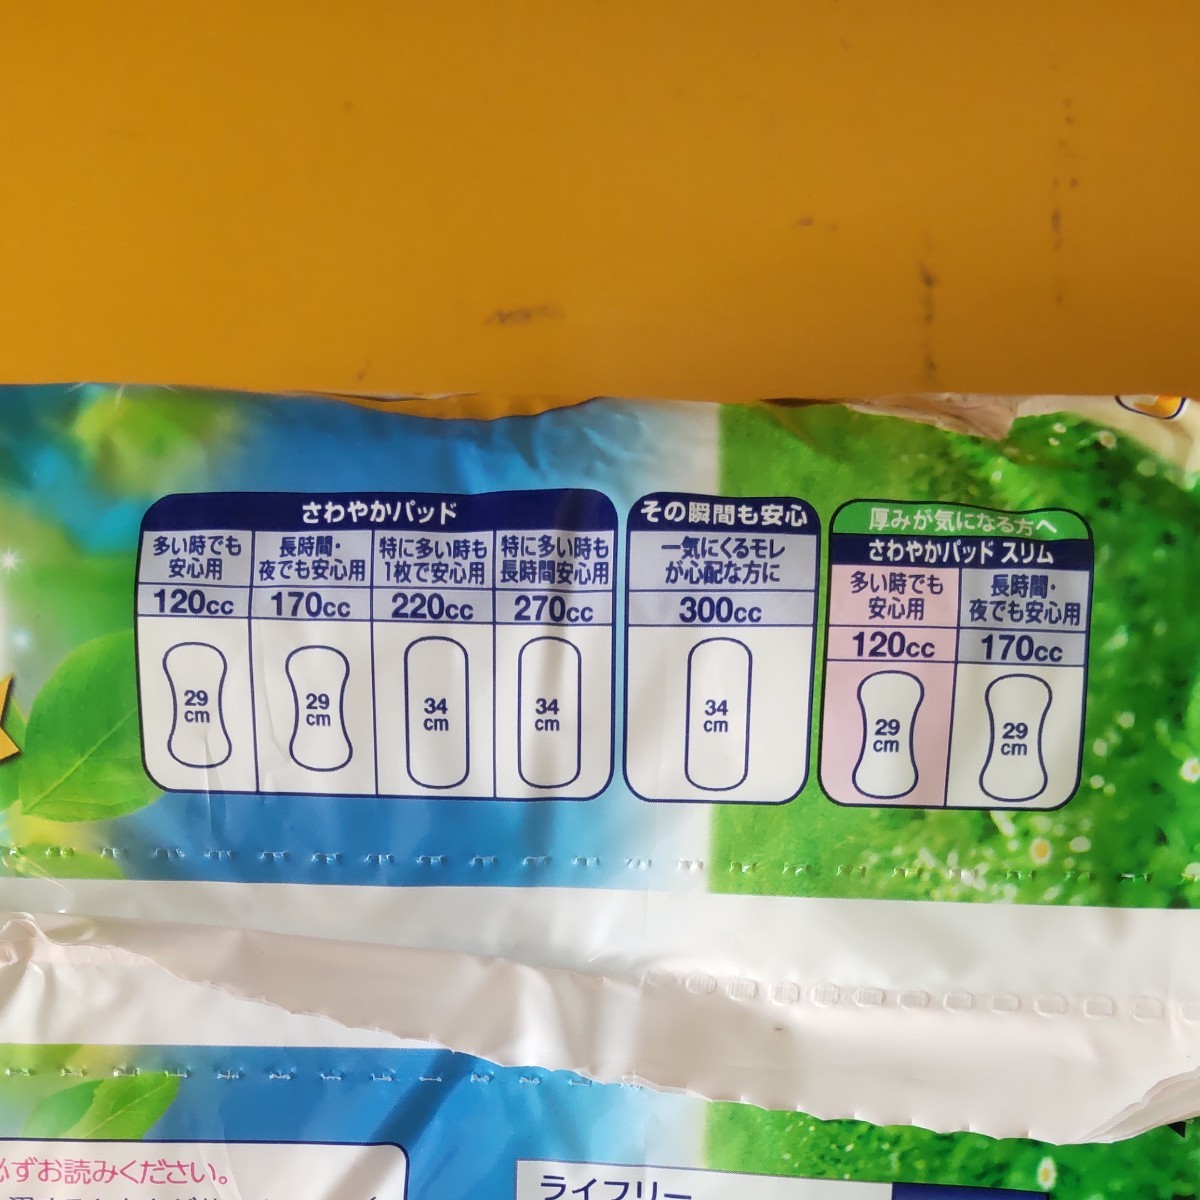 さわやかパッド
多い時でも
安心用
120cc
29
cm
長時間・
夜でも安心用
170cc
29
cm
特に多い時も
1枚で安心用
220cc
34
cm
特に多い時も
長時間安心用
270cc
34
cm
その瞬間も安心
一気にくるモレ
が心配な方に
300cc
34
cm
厚みが気になる方へ
さわやかパッド スリム
多い時でも
安心用
120cc
29
cm
長時間・
夜でも安心用
170cc
29
cm
必ずお読みください。
ライフリー